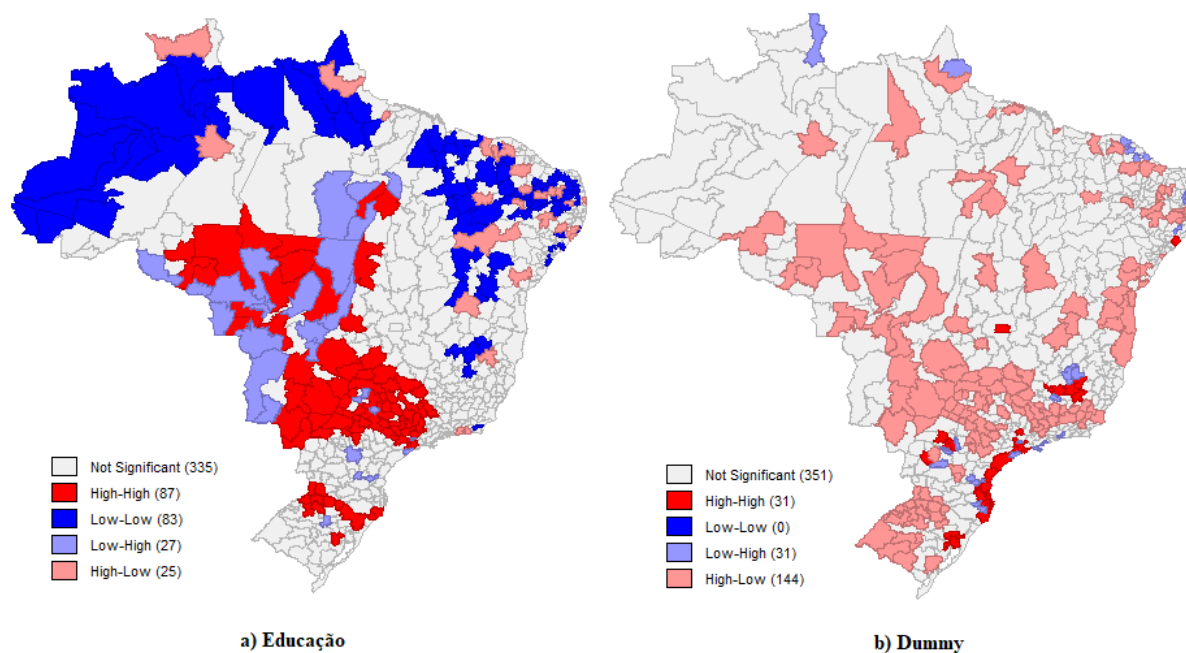 Not Significant (335)
High-High (87)
Low-Low (83)
Low-High (27)
High-Low (25)
a) Educação
Not Significant (351)
High-High (31)
Low-Low (0)
Low-High (31)
High-Low (144)
b) Dummy